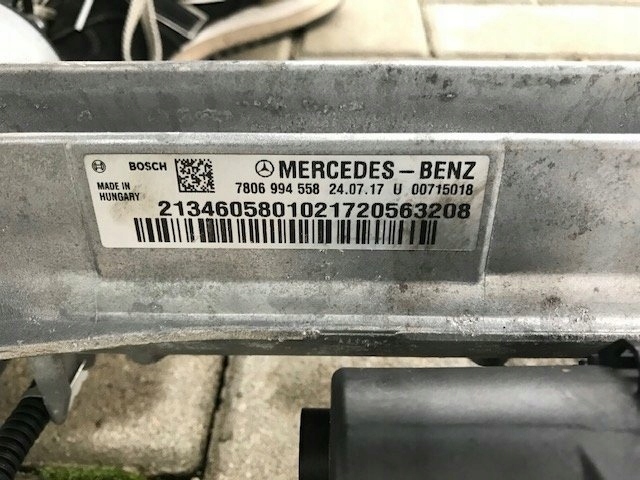 BOSCH MERCEDES-BENZ
MADE IN
HUNGARY
7806 994 558 24.07.17 U 00715018
2134605801021720563208